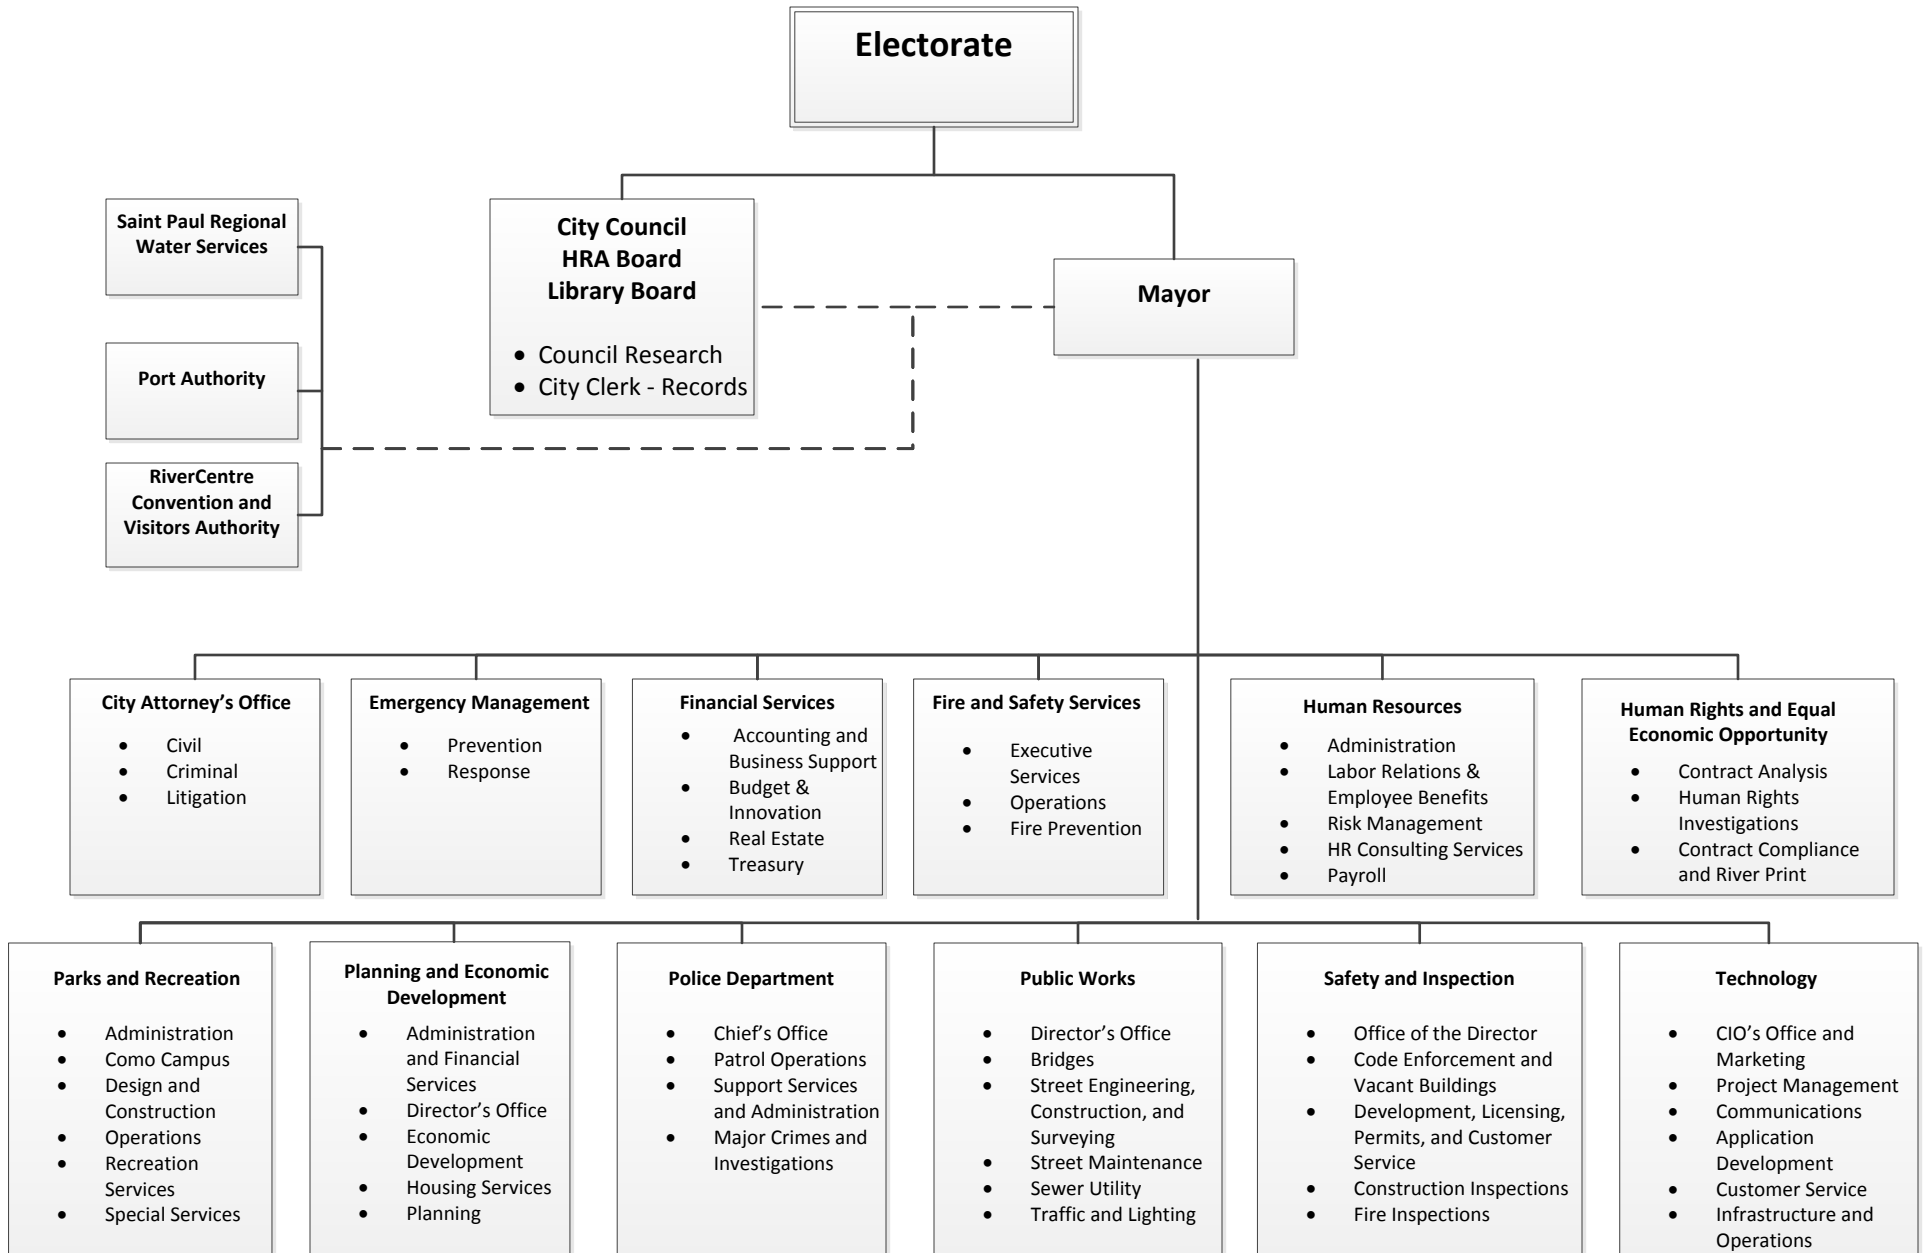 Electorate
Saint Paul Regional
Water Services
Port Authority
RiverCentre
Convention and
Visitors Authority
City Council
HRA Board
Library Board
• Council Research
• City Clerk - Records
Mayor
City Attorney’s Office
• Civil
• Criminal
• Litigation
Emergency Management
• Prevention
• Response
Financial Services
• Accounting and
Business Support
• Budget &
Innovation
• Real Estate
• Treasury
Fire and Safety Services
• Executive
Services
• Operations
• Fire Prevention
Human Resources
• Administration
• Labor Relations &
Employee Benefits
• Risk Management
• HR Consulting Services
• Payroll
Human Rights and Equal
Economic Opportunity
• Contract Analysis
• Human Rights
Investigations
• Contract Compliance
and River Print
Parks and Recreation
• Administration
• Como Campus
• Design and
Construction
• Operations
• Recreation
Services
• Special Services
Planning and Economic
Development
• Administration
and Financial
Services
• Director’s Office
• Economic
Development
• Housing Services
• Planning
Police Department
• Chief’s Office
• Patrol Operations
• Support Services
and Administration
• Major Crimes and
Investigations
Public Works
• Director’s Office
• Bridges
• Street Engineering,
Construction, and
Surveying
• Street Maintenance
• Sewer Utility
• Traffic and Lighting
Safety and Inspection
• Office of the Director
• Code Enforcement and
Vacant Buildings
• Development, Licensing,
Permits, and Customer
Service
• Construction Inspections
• Fire Inspections
Technology
• CIO’s Office and
Marketing
• Project Management
• Communications
• Application
Development
• Customer Service
• Infrastructure and
Operations